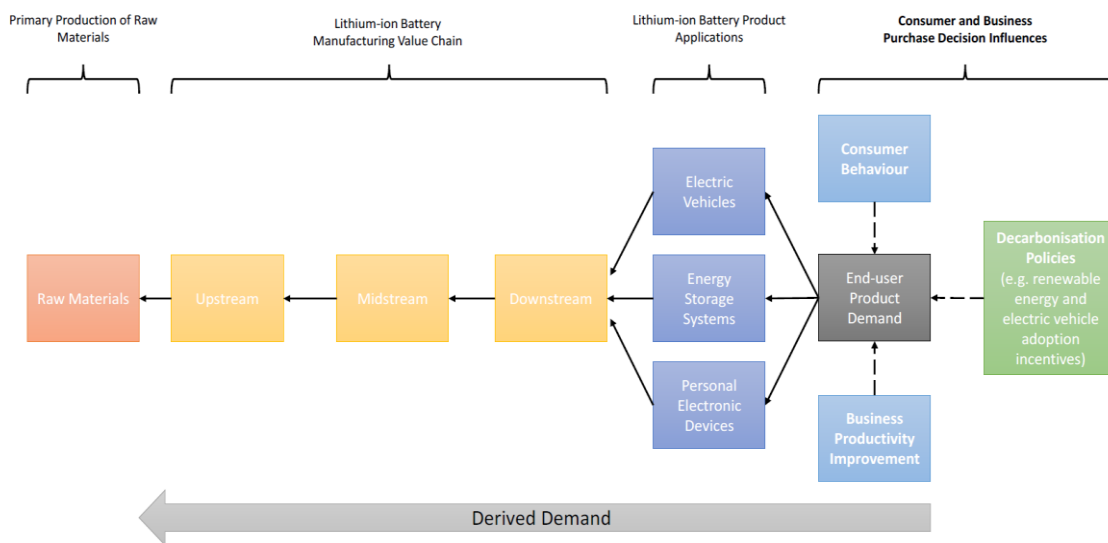 Primary Production of Raw
Materials
Lithium-ion Battery
Manufacturing Value Chain
Lithium-ion Battery Product
Applications
Consumer and Business
Purchase Decision Influences
Consumer
Behaviour
Electric
Vehicles
Decarbonisation
Policies
(e.g. renewable
energy and
electric vehicle
adoption
incentives)
Raw Materials
Upstream
Midstream
Downstream
Energy
Storage
Systems
End-user
Product
Demand
Personal
Electronic
Devices
Business
Productivity
Improvement
Derived Demand